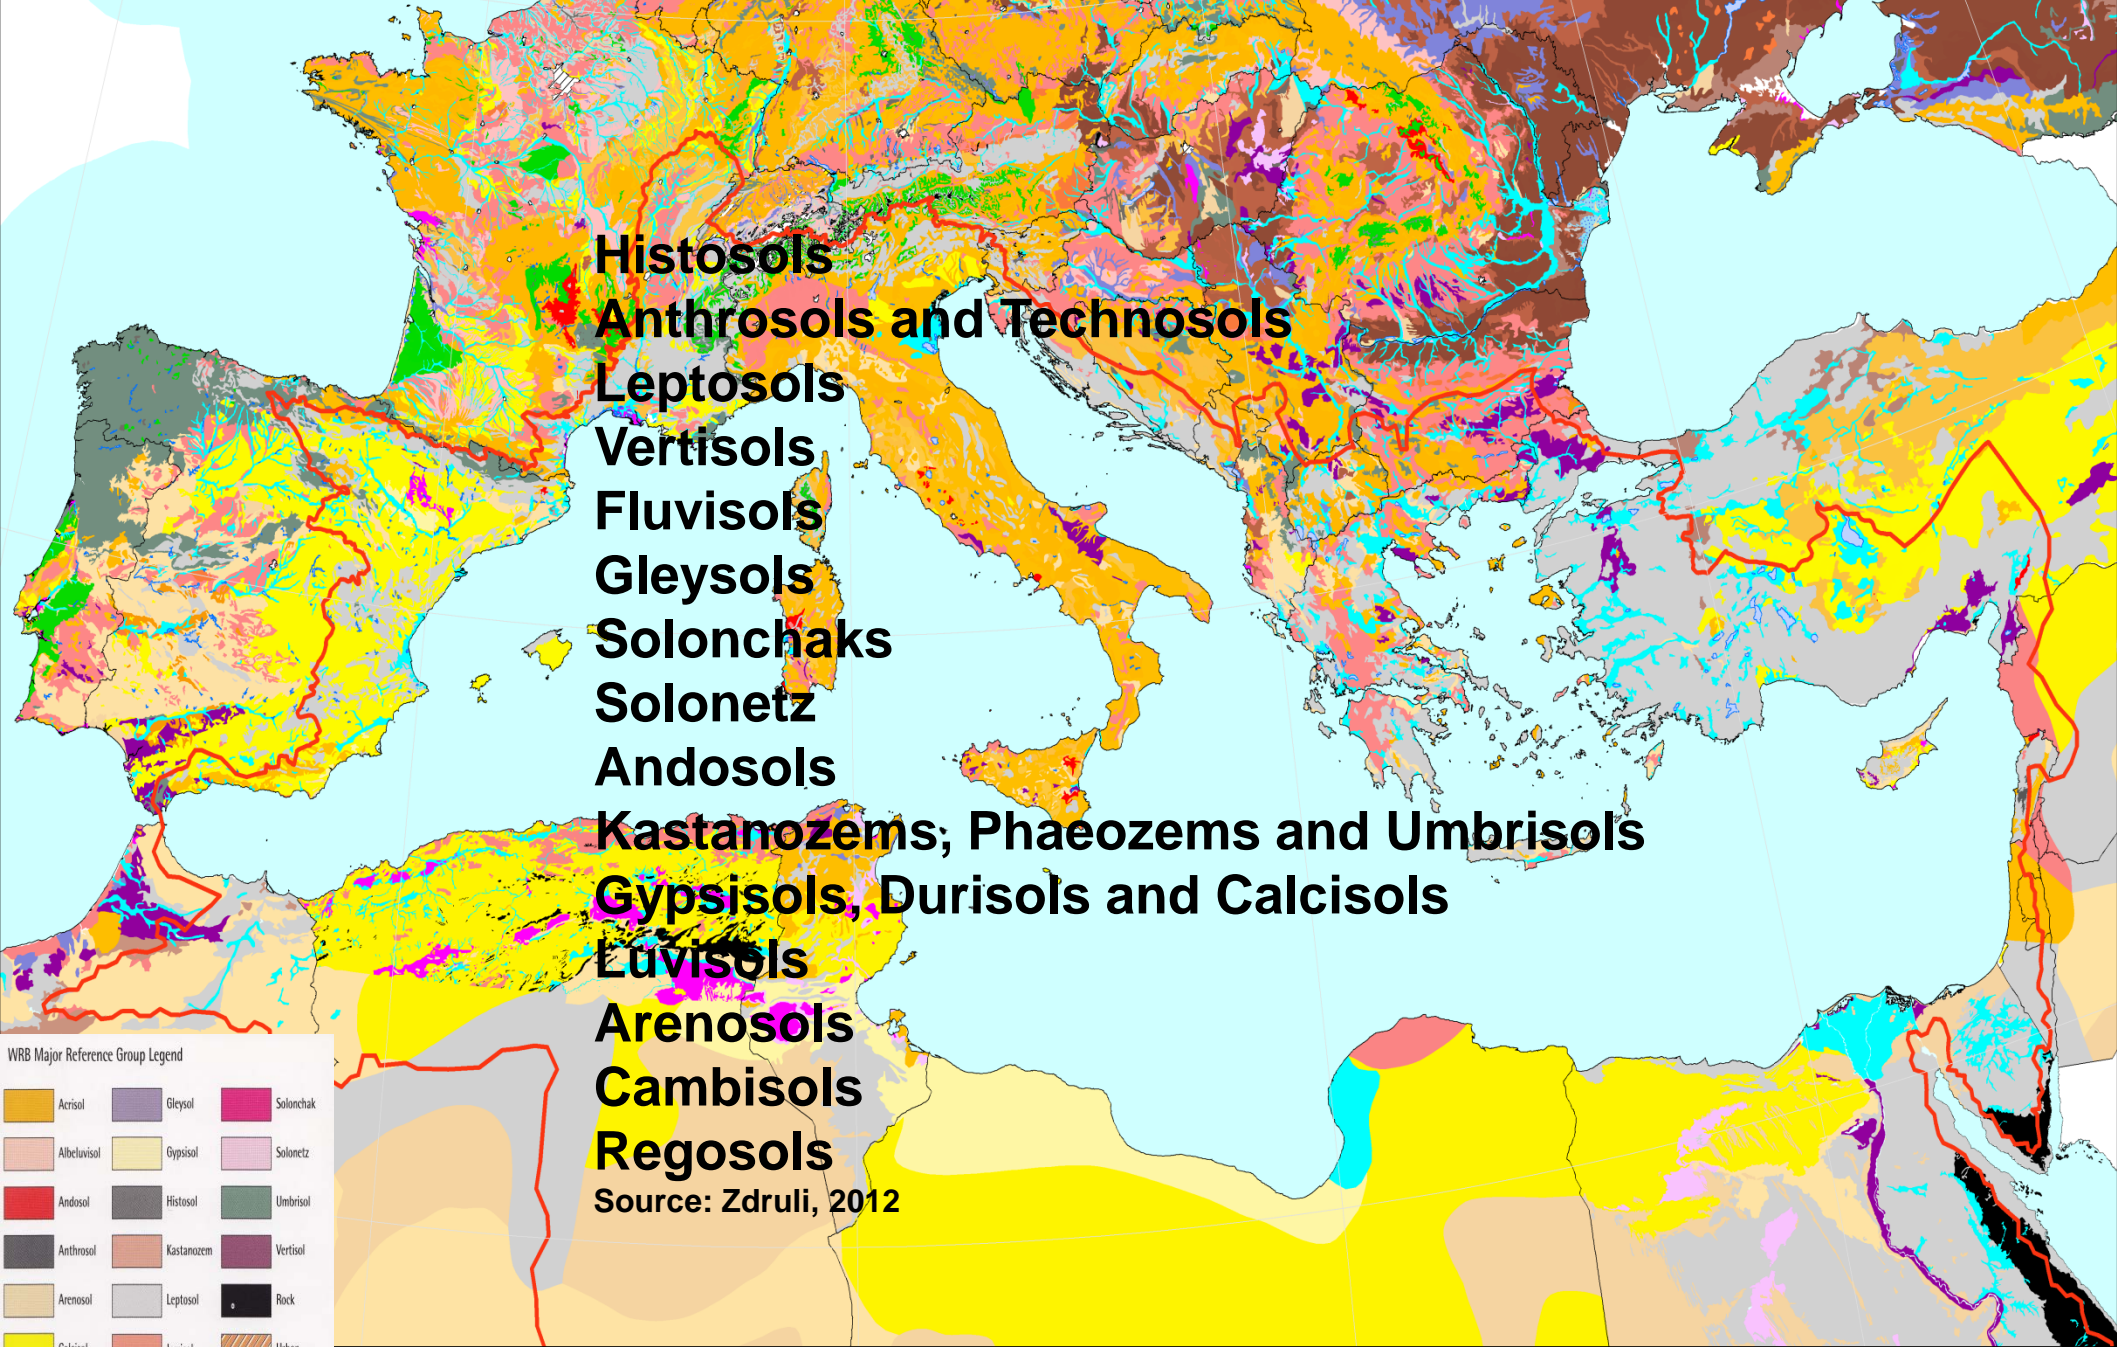 Histosols
Anthrosols and Technosols
Leptosols
Vertisols
Fluvisols
Gleysols
Solonchaks
Solonetz
Andosols
Kastanozems, Phaeozems and Umbrisols
Gypsisols, Durisols and Calcisols
Luvisols
Arenosols
Cambisols
Regosols
Source: Zdruli, 2012
WRB Major Reference Group Legend
Acrisol Gleysol Solonchak
Albeluvisol Gypsisol Solonetz
Andosol Histosol Umbrisol
Anthrosol Kastanozem Vertisol
Arenosol Leptosol Rock